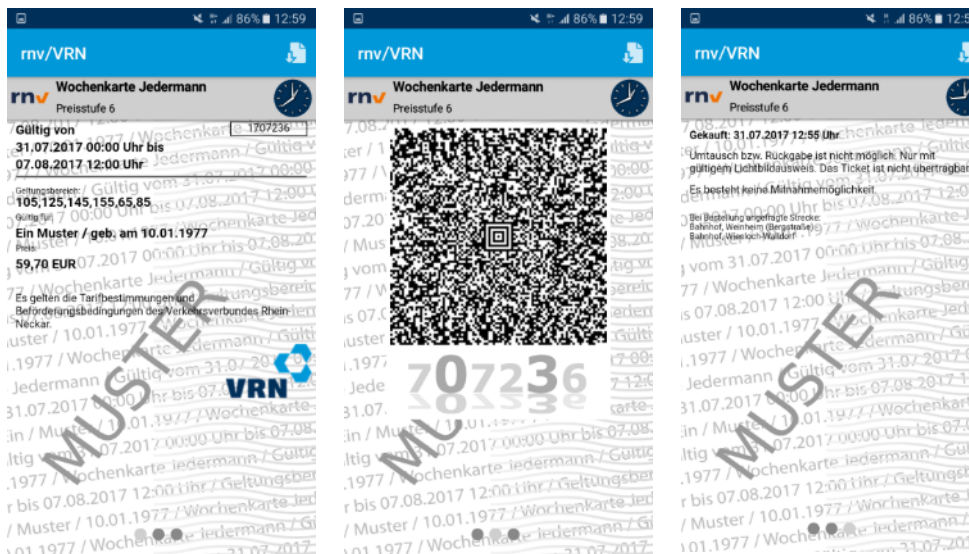 86% 12:59
rnv/VRN
rnv
Wochenkarte Jedermann
Preisstufe 6
Gültig von
1707236
31.07.2017 00:00 Uhr bis
07.08.2017 12:00 Uhr
Geltungsbereich:
105,125,145,155,65,85
Gültig für:
Ein Muster / geb. am 10.01.1977
Preis:
59,70 EUR
Es gelten die Tarifbestimmungen und
Beförderungsbedingungen des Verkehrsverbundes Rhein-
Neckar.
VRN
MUSTER
86% 12:59
rnv/VRN
rnv
Wochenkarte Jedermann
Preisstufe 6
707236
86%
rnv/VRN
rnv
Wochenkarte Jedermann
Preisstufe 6
Gekauft: 31.07.2017 12:55 Uhr
Umtausch bzw. Rückgabe ist nicht möglich. Nur mit
gültigem Lichtbildausweis. Das Ticket ist nicht übertragbar.
Es besteht keine Mitnahmemöglichkeit.
Bei Bestellung angefragte Strecke:
Bahnhof, Weinheim (Bergstraße)
Bahnhof, Wiesloch-Walldorf
MUSTER